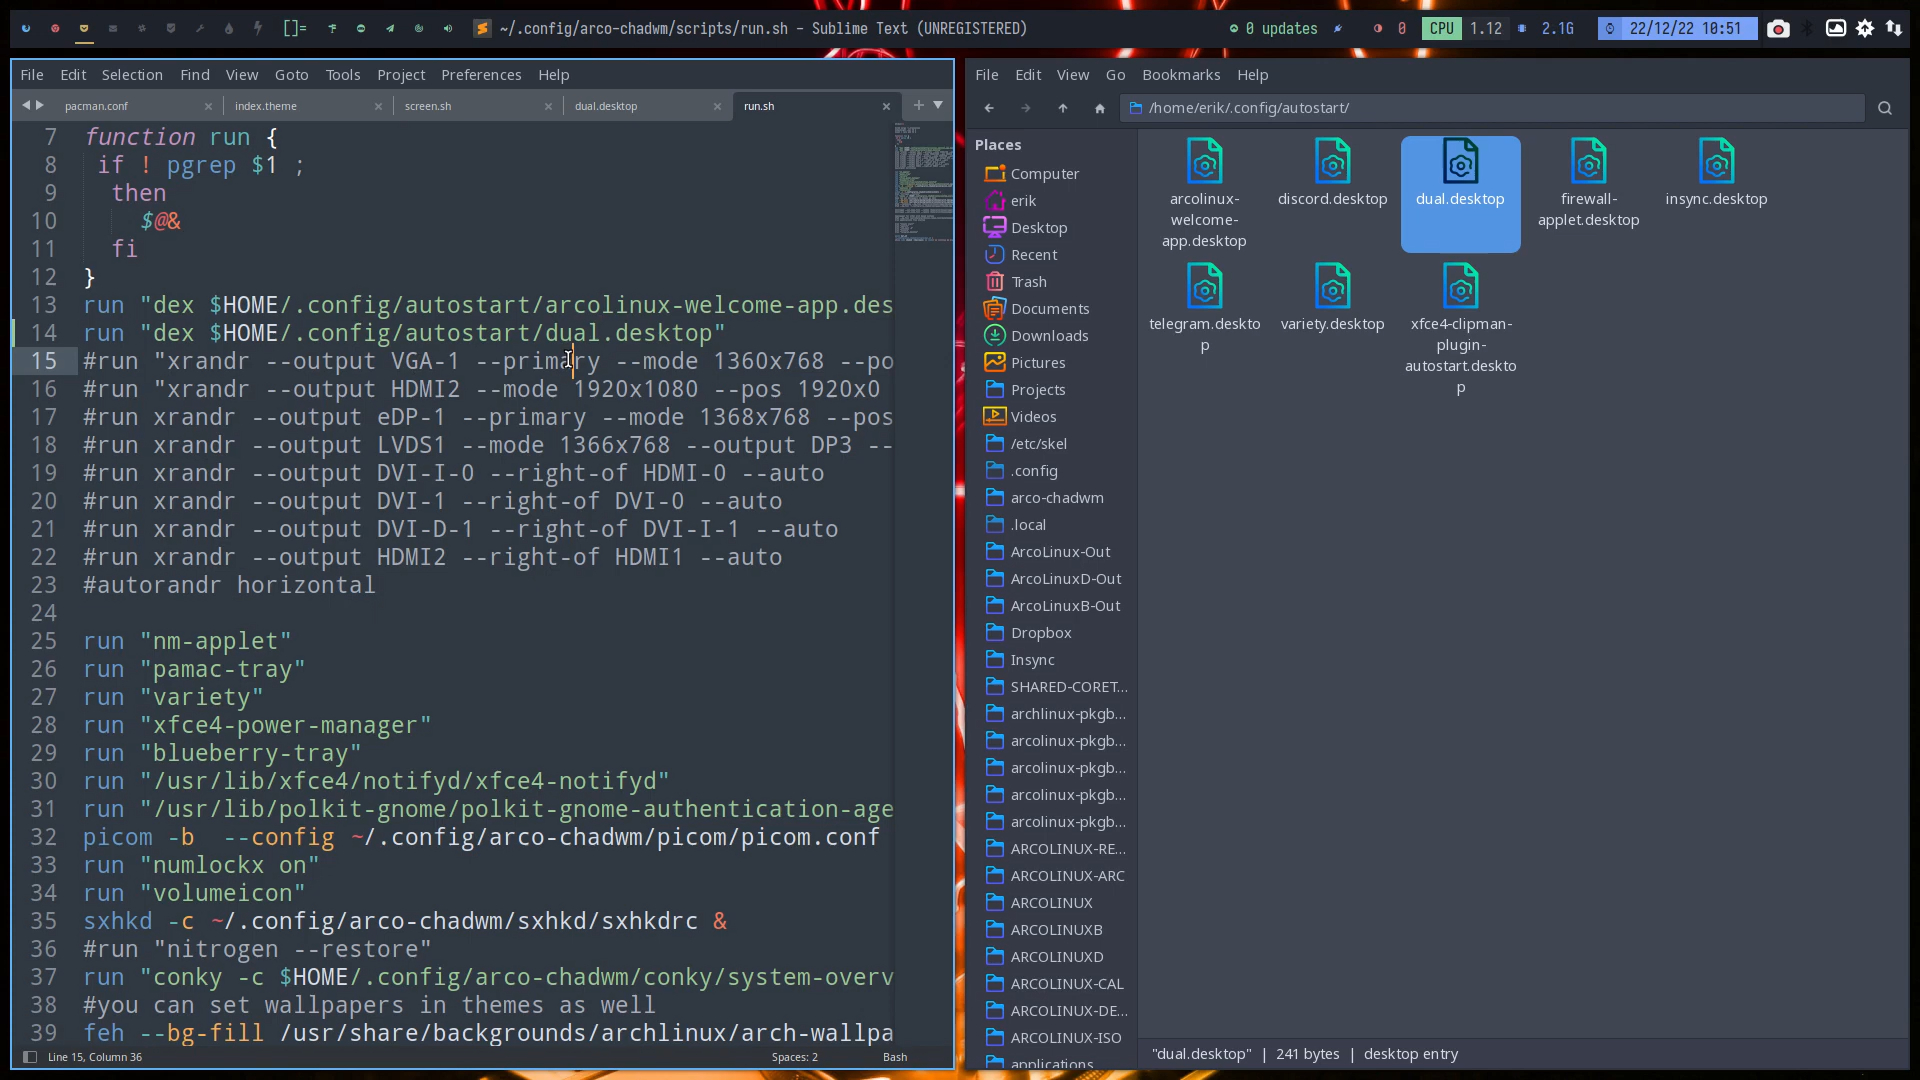 []=
~/.config/arco-chadwm/scripts/run.sh – Sublime Text (UNREGISTERED)
0 updates
0
CPU 1.12
2.1G
22/12/22 10:51
File Edit Selection Find View Goto Tools Project Preferences Help
pacman.conf
index.theme
screen.sh
dual.desktop
run.sh
7 function run {
8 if ! pgrep $1 ;
9 then
10 $@&
11 fi
12 }
13 run "dex $HOME/.config/autostart/arcolinux-welcome-app.des
14 run "dex $HOME/.config/autostart/dual.desktop"
15 #run "xrandr --output VGA-1 --primary --mode 1360x768 --po
16 #run "xrandr --output HDMI2 --mode 1920x1080 --pos 1920x0
17 #run xrandr --output eDP-1 --primary --mode 1368x768 --pos
18 #run xrandr --output LVDS1 --mode 1366x768 --output DP3 --
19 #run xrandr --output DVI-I-0 --right-of HDMI-0 --auto
20 #run xrandr --output DVI-1 --right-of DVI-0 --auto
21 #run xrandr --output DVI-D-1 --right-of DVI-I-1 --auto
22 #run xrandr --output HDMI2 --right-of HDMI1 --auto
23 #autorandr horizontal
24
25 run "nm-applet"
26 run "pamac-tray"
27 run "variety"
28 run "xfce4-power-manager"
29 run "blueberry-tray"
30 run "/usr/lib/xfce4/notifyd/xfce4-notifyd"
31 run "/usr/lib/polkit-gnome/polkit-gnome-authentication-age
32 picom -b --config ~/.config/arco-chadwm/picom/picom.conf
33 run "numlockx on"
34 run "volumeicon"
35 sxhkd -c ~/.config/arco-chadwm/sxhkd/sxhkdrc &
36 #run "nitrogen --restore"
37 run "conky -c $HOME/.config/arco-chadwm/conky/system-overv
38 #you can set wallpapers in themes as well
39 feh --bg-fill /usr/share/backgrounds/archlinux/arch-wallpa
Line 15, Column 36
Spaces: 2
Bash
File Edit View Go Bookmarks Help
/home/erik/.config/autostart/
Places
Computer
erik
Desktop
Recent
Trash
Documents
Downloads
Pictures
Projects
Videos
/etc/skel
.config
arco-chadwm
.local
ArcoLinux-Out
ArcoLinuxD-Out
ArcoLinuxB-Out
Dropbox
Insync
SHARED-CORET...
archlinux-pkgb...
arcolinux-pkgb...
arcolinux-pkgb...
arcolinux-pkgb...
arcolinux-pkgb...
ARCOLINUX-RE...
ARCOLINUX-ARC
ARCOLINUX
ARCOLINUXB
ARCOLINUXD
ARCOLINUX-CAL
ARCOLINUX-DE...
ARCOLINUX-ISO
applications
arcolinux-
welcome-
app.desktop
discord.desktop
dual.desktop
firewall-
applet.desktop
insync.desktop
telegram.deskto
p
variety.desktop
xfce4-clipman-
plugin-
autostart.deskto
p
"dual.desktop" | 241 bytes | desktop entry